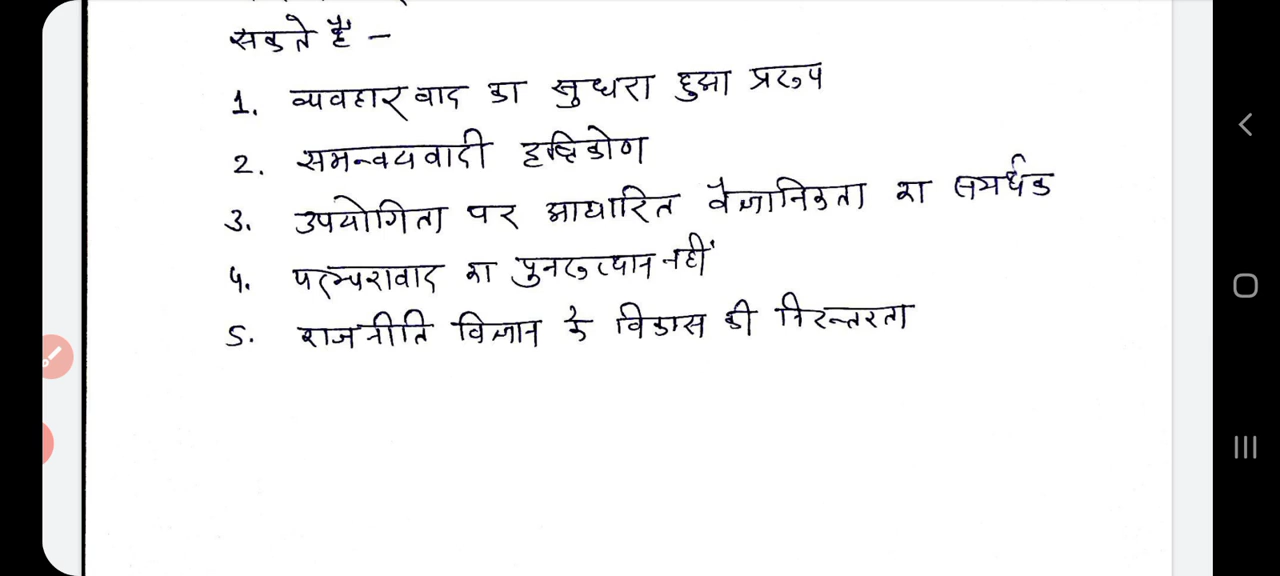 सकते हैं -
1. व्यवहारवाद का सुधरा हुआ प्ररूप
2. समन्वयवादी दृष्टिकोण
3. उपयोगिता पर आधारित वैज्ञानिकता का समर्थक
4. परम्परावाद का पुनरूत्थान नहीं
5. राजनीति विज्ञान के विकास की निरन्तरता